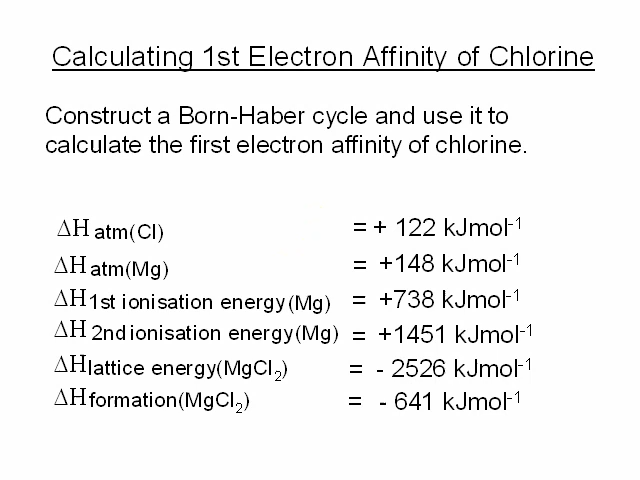 Calculating 1st Electron Affinity of Chlorine
Construct a Born-Haber cycle and use it to
calculate the first electron affinity of chlorine.
ΔH atm(Cl) = + 122 kJmol⁻¹
ΔH atm(Mg) = +148 kJmol⁻¹
ΔH 1st ionisation energy(Mg) = +738 kJmol⁻¹
ΔH 2nd ionisation energy(Mg) = +1451 kJmol⁻¹
ΔH lattice energy(MgCl₂) = - 2526 kJmol⁻¹
ΔH formation(MgCl₂) = - 641 kJmol⁻¹